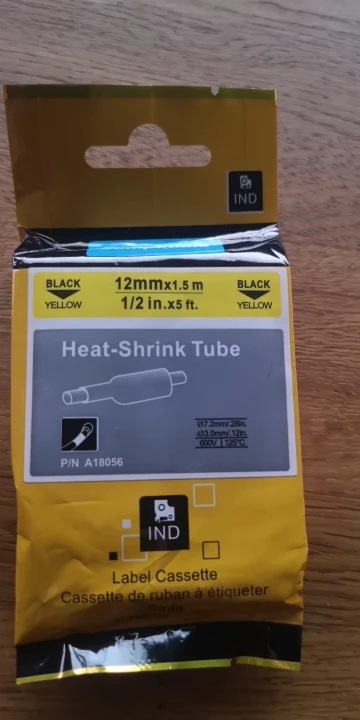 IND
BLACK
YELLOW
12mmx1.5 m
1/2 in.x5 ft.
BLACK
YELLOW
Heat-Shrink Tube
Ø7.2mm/.28in.
Ø3.0mm/.12in.
600V | 125°C
P/N A18056
IND
Label Cassette
Cassette de ruban à étiqueter